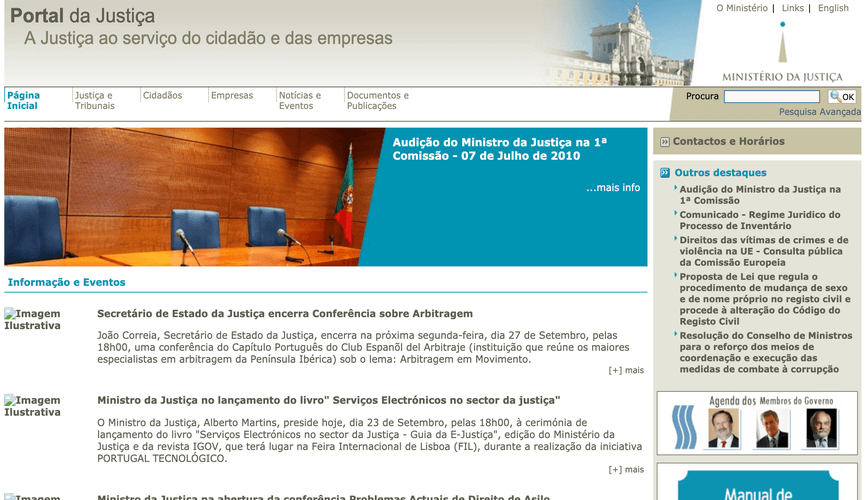 Portal da Justiça
A Justiça ao serviço do cidadão e das empresas
O Ministério | Links | English
MINISTÉRIO DA JUSTIÇA
Página
Inicial
Justiça e
Tribunais
Cidadãos
Empresas
Notícias e
Eventos
Documentos e
Publicações
Procura
OK
Pesquisa Avançada
Audição do Ministro da Justiça na 1ª
Comissão - 07 de Julho de 2010
...mais info
Informação e Eventos
Imagem
Ilustrativa
Secretário de Estado da Justiça encerra Conferência sobre Arbitragem
João Correia, Secretário de Estado da Justiça, encerra na próxima segunda-feira, dia 27 de Setembro, pelas
18h00, uma conferência do Capítulo Português do Club Espanõl del Arbitraje (instituição que reúne os maiores
especialistas em arbitragem da Península Ibérica) sob o lema: Arbitragem em Movimento.
[+] mais
Imagem
Ilustrativa
Ministro da Justiça no lançamento do livro" Serviços Electrónicos no sector da justiça"
O Ministro da Justiça, Alberto Martins, preside hoje, dia 23 de Setembro, pelas 18h00, à cerimónia de
lançamento do livro "Serviços Electrónicos no sector da Justiça - Guia da E-Justiça", edição do Ministério da
Justiça e da revista IGOV, que terá lugar na Feira Internacional de Lisboa (FIL), durante a realização da iniciativa
PORTUGAL TECNOLÓGICO.
[+] mais
Imagem
Ministro da Justiça na abertura da conferência Problemas Actuais de Direito de Asilo
Contactos e Horários
Outros destaques
Audição do Ministro da Justiça na
1ª Comissão
Comunicado - Regime Juridico do
Processo de Inventário
Direitos das vítimas de crimes e de
violência na UE - Consulta pública
da Comissão Europeia
Proposta de Lei que regula o
procedimento de mudança de sexo
e de nome próprio no registo civil e
procede à alteração do Código do
Registo Civil
Resolução do Conselho de Ministros
para o reforço dos meios de
coordenação e execução das
medidas de combate à corrupção
Agenda dos Membros do Governo
Manual de